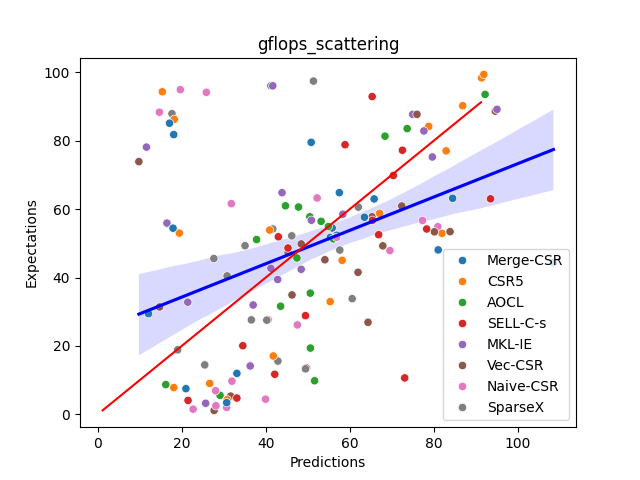 gflops_scattering
100
80
60
40
20
0
Expectations
0 20 40 60 80 100
Predictions
Merge-CSR
CSR5
AOCL
SELL-C-s
MKL-IE
Vec-CSR
Naive-CSR
SparseX